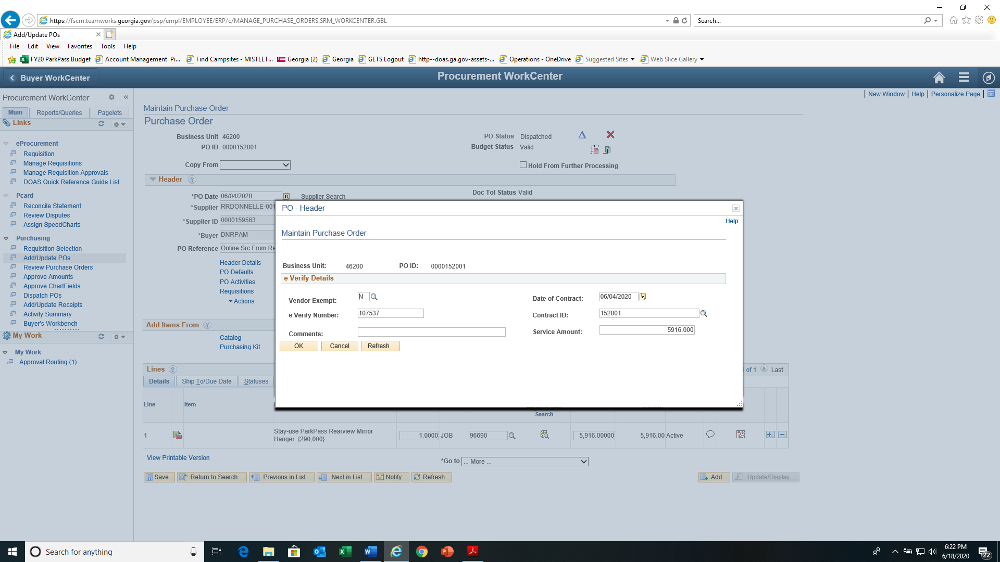 https://fscm.teamworks.georgia.gov/psp/empl/EMPLOYEE/ERP/c/MANAGE_PURCHASE_ORDERS.SRM_WORKCENTER.GBL
Search...
Add/Update POs
File Edit View Favorites Tools Help
FY20 ParkPass Budget Account Management Pi... Find Campsites - MISTLET... Georgia (2) Georgia GETS Logout http--doas.ga.gov-assets-... Operations - OneDrive Suggested Sites Web Slice Gallery
Buyer WorkCenter
Procurement WorkCenter
New Window | Help | Personalize Page
Procurement WorkCenter
Main Reports/Queries Pagelets
Links
eProcurement
Requisition
Manage Requisitions
Manage Requisition Approvals
DOAS Quick Reference Guide List
Pcard
Reconcile Statement
Review Disputes
Assign SpeedCharts
Purchasing
Requisition Selection
Add/Update POs
Review Purchase Orders
Approve Amounts
Approve ChartFields
Dispatch POs
Add/Update Receipts
Activity Summary
Buyer's Workbench
My Work
My Work
Approval Routing (1)
Maintain Purchase Order
Purchase Order
Business Unit 46200
PO ID 0000152001
PO Status Dispatched
Budget Status Valid
Copy From
Hold From Further Processing
Header
*PO Date 06/04/2020 Supplier Search
Doc Tol Status Valid
*Supplier RRDONNELLE-001
*Supplier ID 0000159563
*Buyer DNRPAM
PO Reference Online Src From Re
Header Details
PO Defaults
PO Activities
Requisitions
Actions
Add Items From
Catalog
Purchasing Kit
PO - Header
Help
Maintain Purchase Order
Business Unit: 46200 PO ID: 0000152001
e Verify Details
Vendor Exempt: N Date of Contract: 06/04/2020
e Verify Number: 107537 Contract ID: 152001
Comments: Service Amount: 5916.000
OK Cancel Refresh
Lines of 1 Last
Details Ship To/Due Date Statuses
Line Item
Search
1 Stay-use ParkPass Rearview Mirror
Hanger {290,000} 1.0000 JOB 96690 5,916.00000 5,916.00 Active
View Printable Version
*Go to ... More ...
Save Return to Search Previous in List Next in List Notify Refresh Add Update/Display
Search for anything
6:22 PM
6/18/2020
22